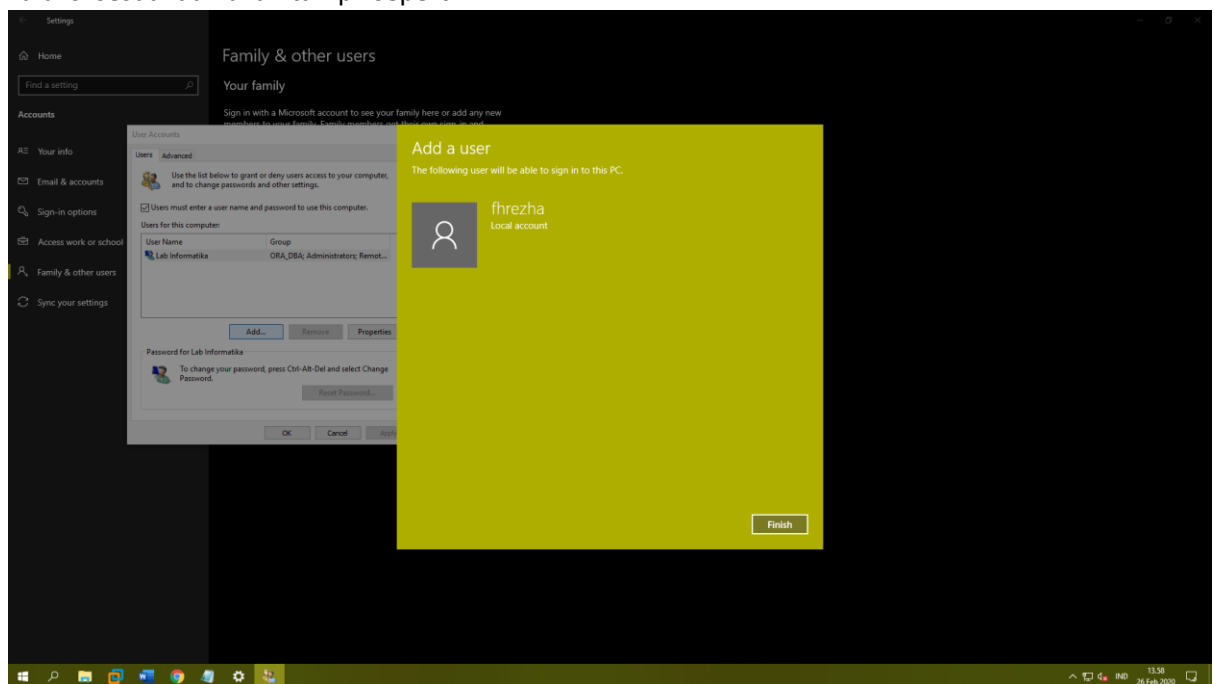 Settings
Home
Find a setting
Accounts
Your info
Email & accounts
Sign-in options
Access work or school
Family & other users
Sync your settings
Family & other users
Your family
Sign in with a Microsoft account to see your family here or add any new
User Accounts
Users Advanced
Use the list below to grant or deny users access to your computer,
and to change passwords and other settings.
Users must enter a user name and password to use this computer.
Users for this computer:
User Name Group
Lab Informatika ORA_DBA; Administrators; Remot...
Add... Remove Properties
Password for Lab Informatika
To change your password, press Ctrl-Alt-Del and select Change
Password.
Reset Password...
OK Cancel Apply
Add a user
The following user will be able to sign in to this PC.
fhrezha
Local account
Finish
IND
13.58
26 Feb 2020